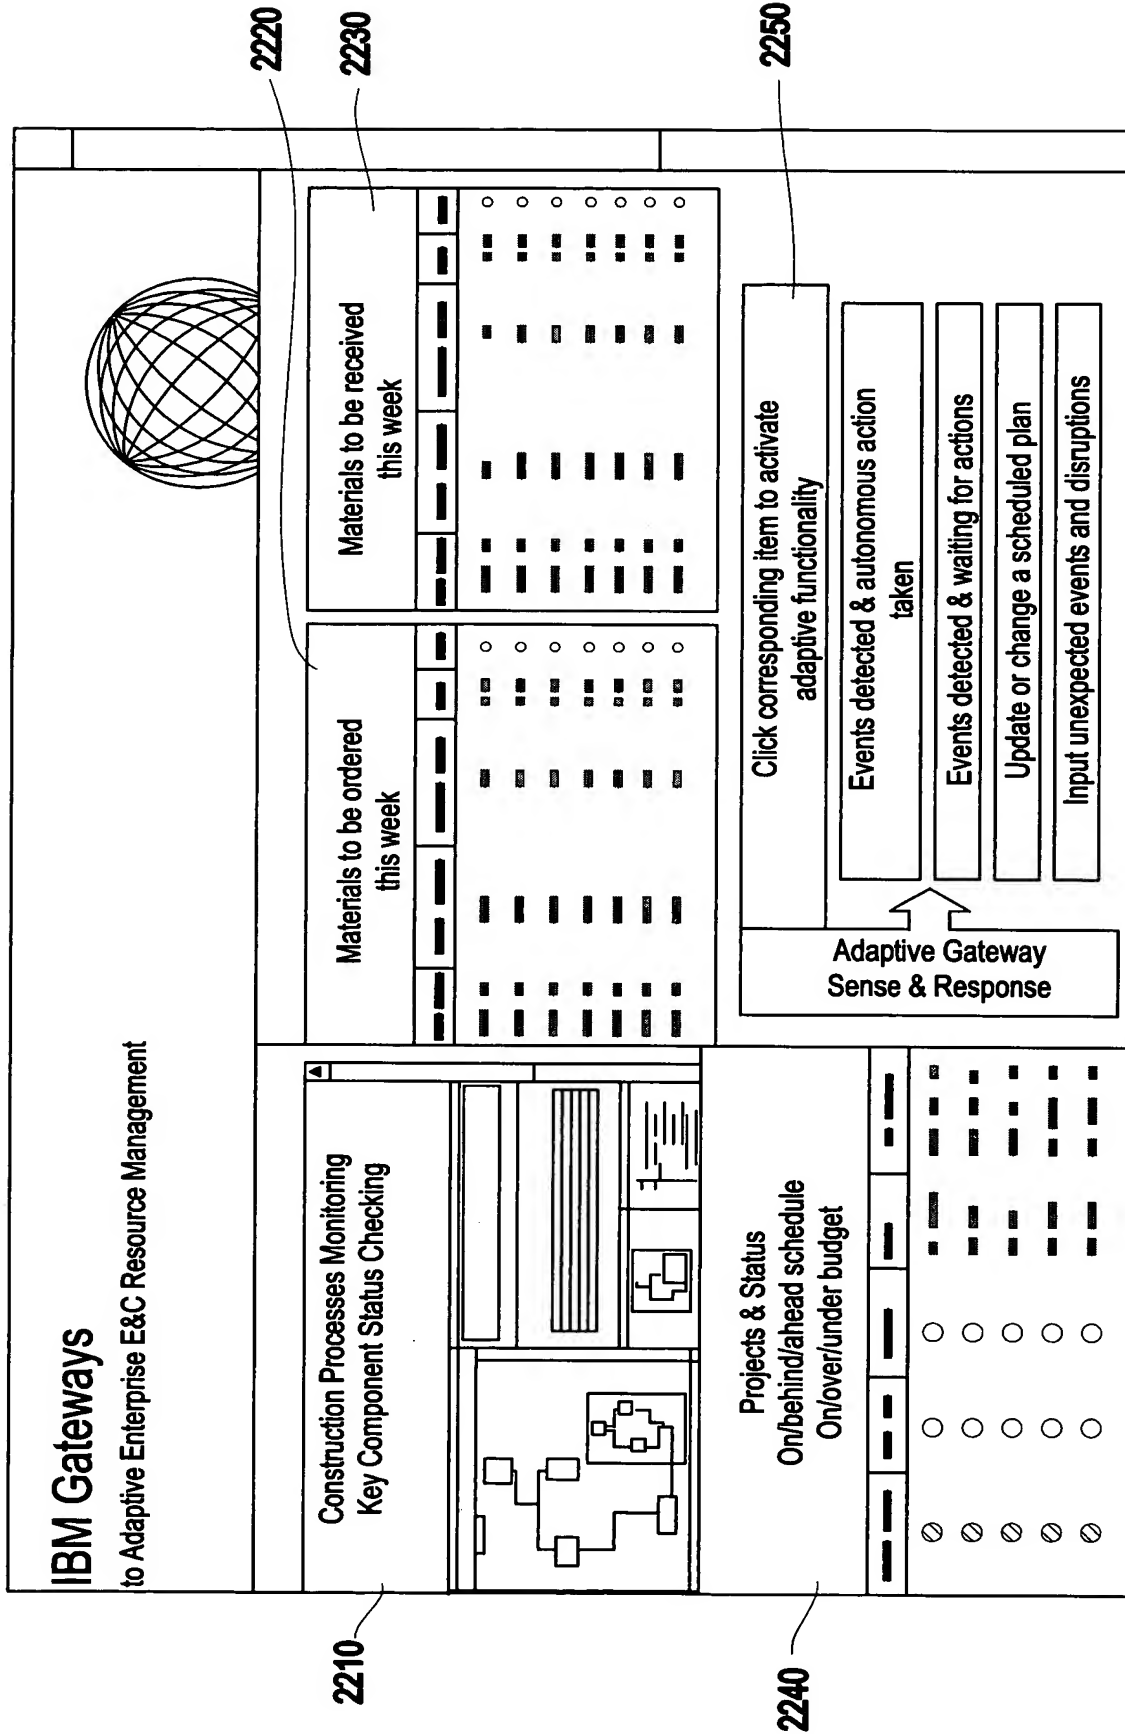 IBM Gateways
to Adaptive Enterprise E&C Resource Management
2210
Construction Processes Monitoring
Key Component Status Checking
2220
Materials to be ordered
this week
2230
Materials to be received
this week
2240
Projects & Status
On/behind/ahead schedule
On/over/under budget
2250
Click corresponding item to activate
adaptive functionality
Adaptive Gateway
Sense & Response
Events detected & autonomous action
taken
Events detected & waiting for actions
Update or change a scheduled plan
Input unexpected events and disruptions